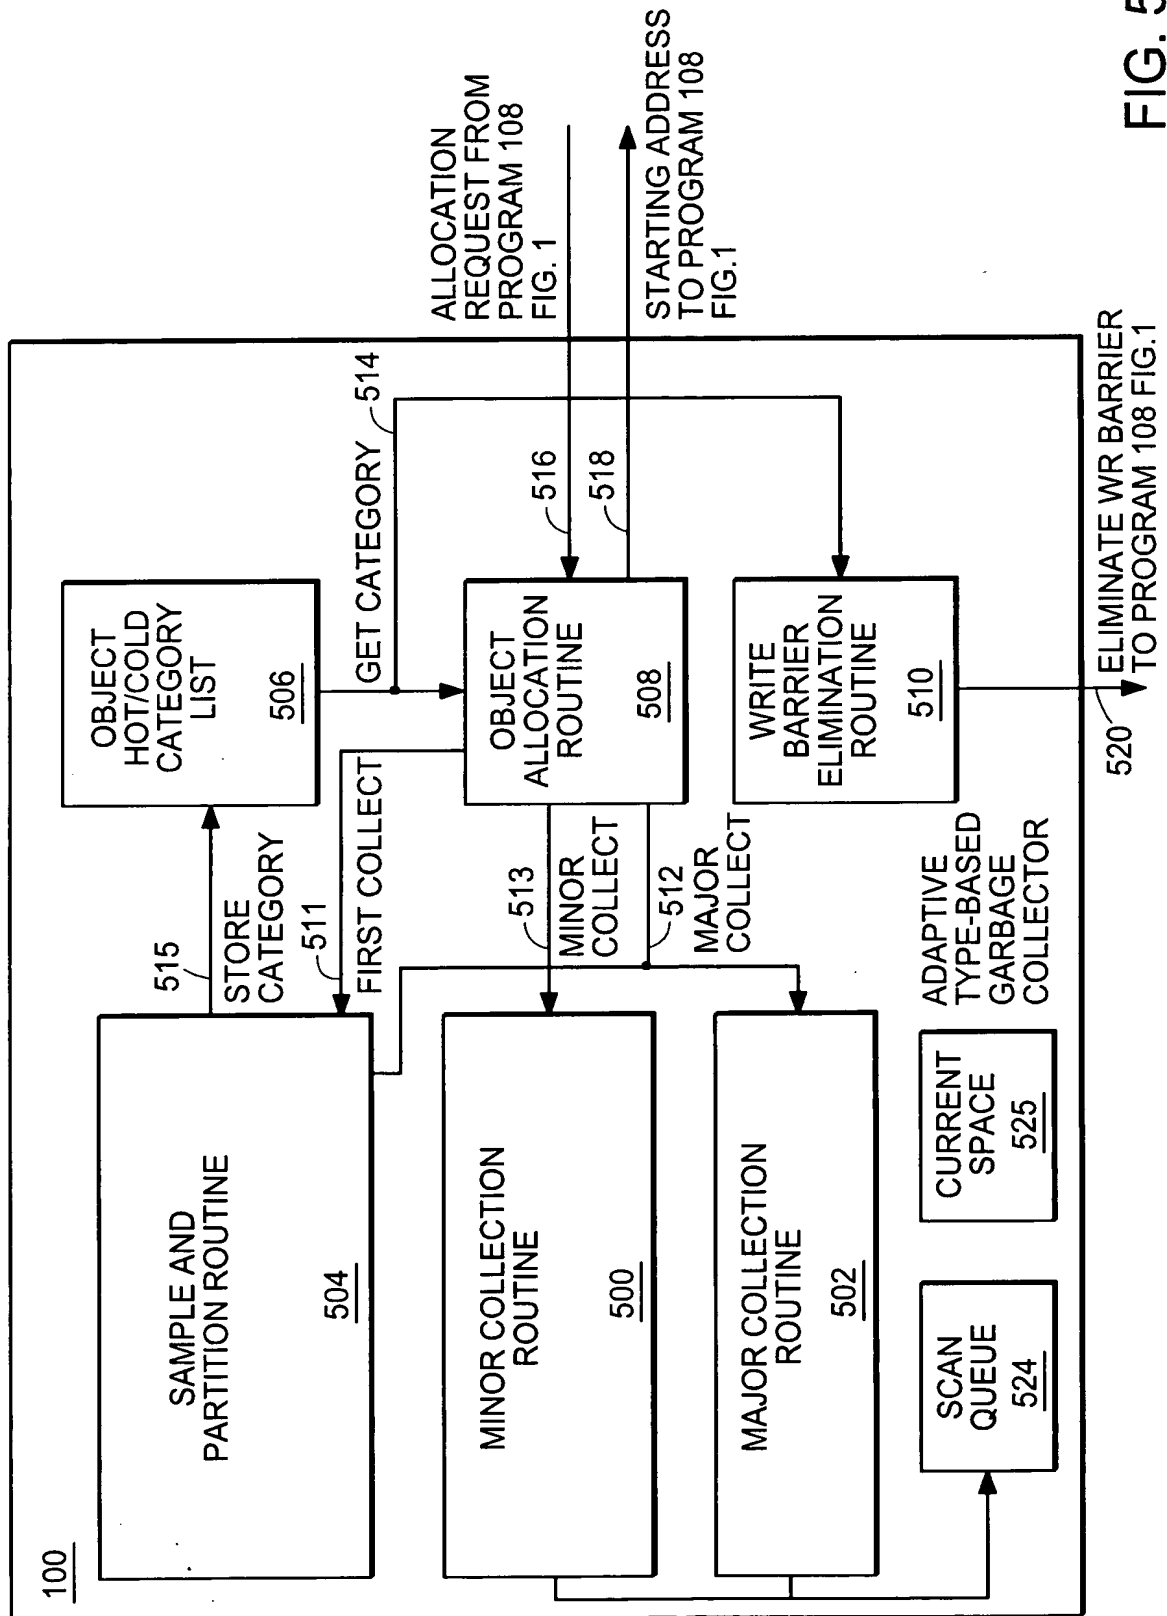 100
SAMPLE AND
PARTITION ROUTINE
504
515
STORE
CATEGORY
511
FIRST COLLECT
OBJECT
HOT/COLD
CATEGORY
LIST
506
GET CATEGORY
514
MINOR COLLECTION
ROUTINE
500
513
MINOR
COLLECT
512
MAJOR
COLLECT
OBJECT
ALLOCATION
ROUTINE
508
516
518
ALLOCATION
REQUEST FROM
PROGRAM 108
FIG. 1
STARTING ADDRESS
TO PROGRAM 108
FIG.1
MAJOR COLLECTION
ROUTINE
502
WRITE
BARRIER
ELIMINATION
ROUTINE
510
SCAN
QUEUE
524
CURRENT
SPACE
525
ADAPTIVE
TYPE-BASED
GARBAGE
COLLECTOR
520
ELIMINATE WR BARRIER
TO PROGRAM 108 FIG.1
FIG. 5